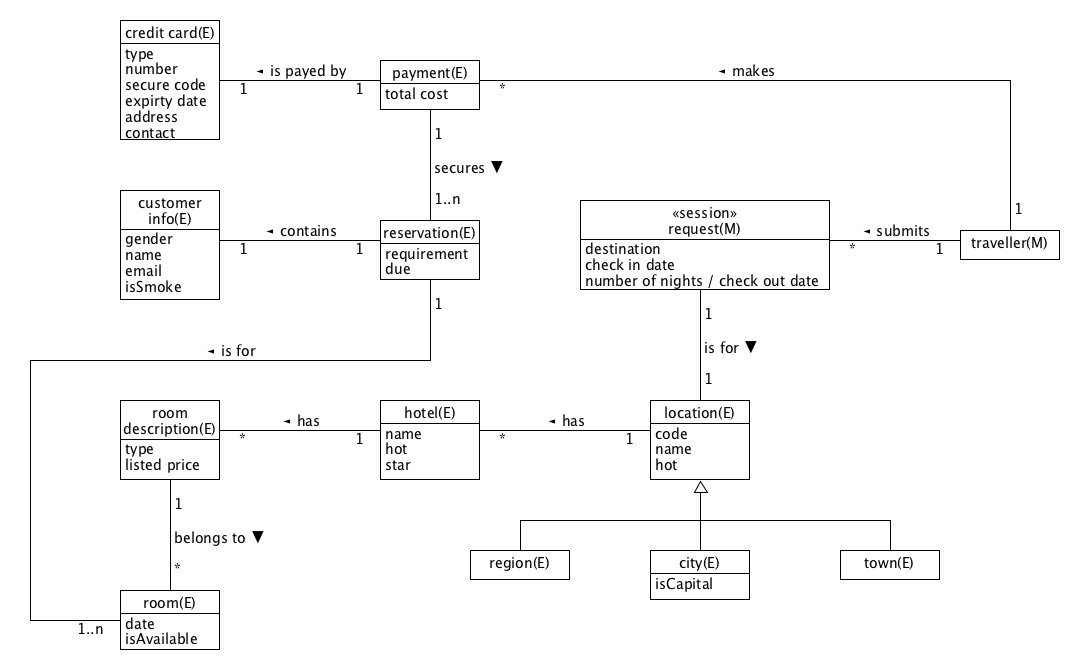 credit card(E)
type
number
secure code
expirty date
address
contact
◄ is payed by
1
1
payment(E)
total cost
*
◄ makes
1
1
secures ▼
1..n
customer
info(E)
gender
name
email
isSmoke
◄ contains
1
1
reservation(E)
requirement
due
1
«session»
request(M)
destination
check in date
number of nights / check out date
◄ submits
*
1
traveller(M)
1
is for ▼
1
◄ is for
1..n
room
description(E)
type
listed price
◄ has
*
1
hotel(E)
name
hot
star
◄ has
*
1
location(E)
code
name
hot
1
belongs to ▼
*
room(E)
date
isAvailable
region(E)
city(E)
isCapital
town(E)